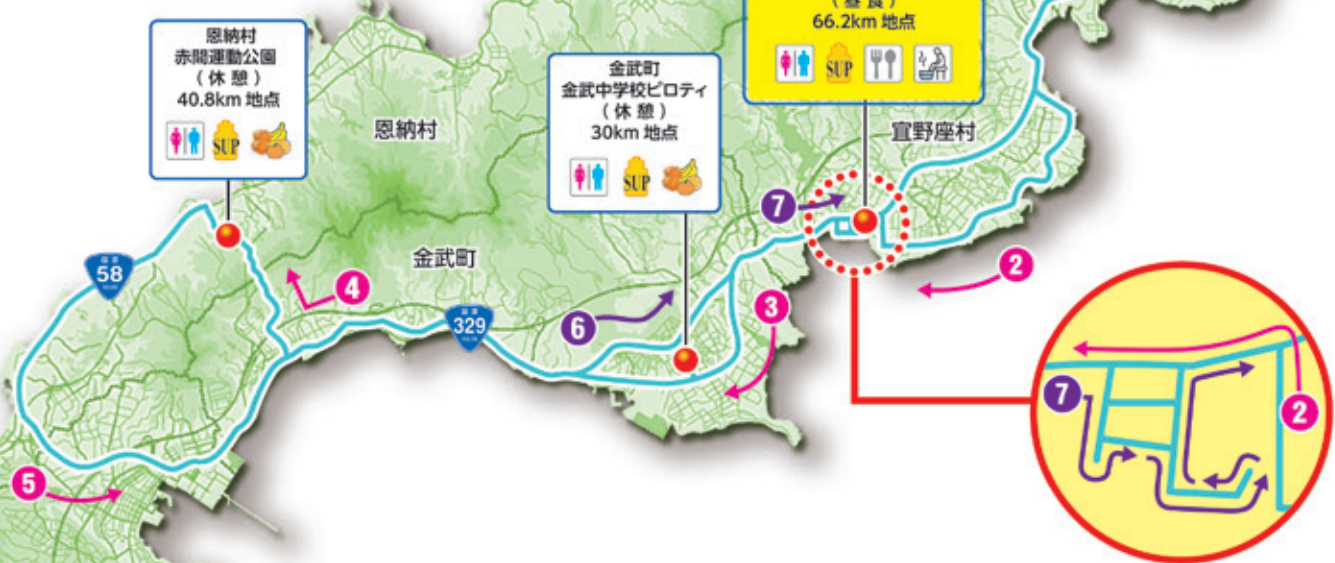 恩納村
赤間運動公園
（休憩）
40.8km 地点
SUP
恩納村
金武町
金武中学校ピロティ
（休憩）
30km 地点
SUP
（昼食）
66.2km 地点
SUP
宜野座村
金武町
58
329
7
2
3
4
6
5
7
2